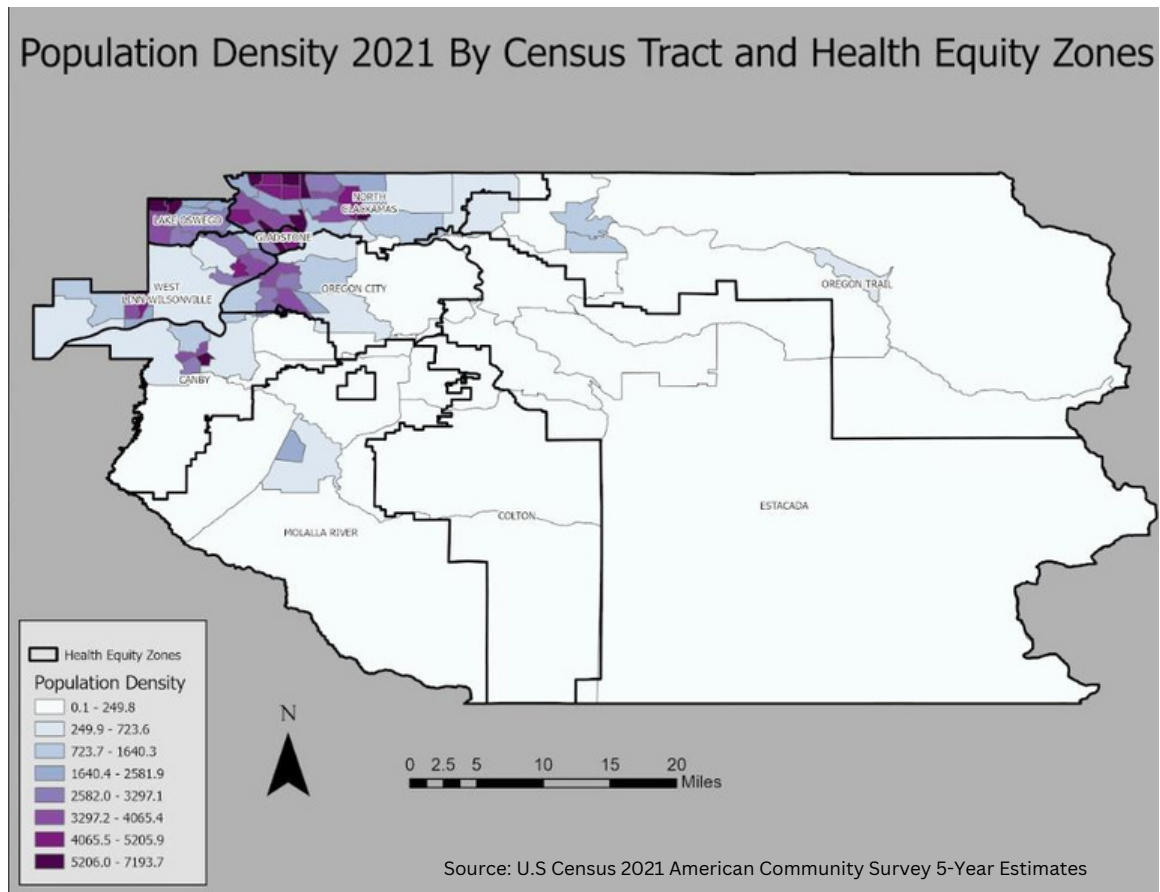 Population Density 2021 By Census Tract and Health Equity Zones
NORTH
CLACKAMAS
LAKE OSWEGO
GLADSTONE
WEST
LINN-WILSONVILLE
OREGON CITY
OREGON TRAIL
CANBY
MOLALLA RIVER
COLTON
ESTACADA
Health Equity Zones
Population Density
0.1 - 249.8
249.9 - 723.6
723.7 - 1640.3
1640.4 - 2581.9
2582.0 - 3297.1
3297.2 - 4065.4
4065.5 - 5205.9
5206.0 - 7193.7
N
0 2.5 5 10 15 20
Miles
Source: U.S Census 2021 American Community Survey 5-Year Estimates